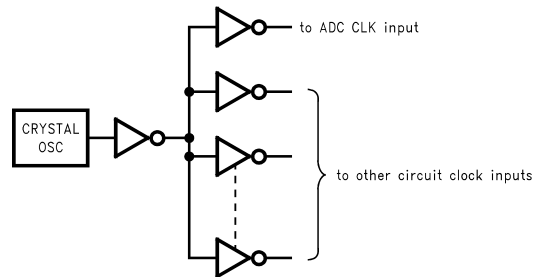 to ADC CLK input
CRYSTAL
OSC
to other circuit clock inputs